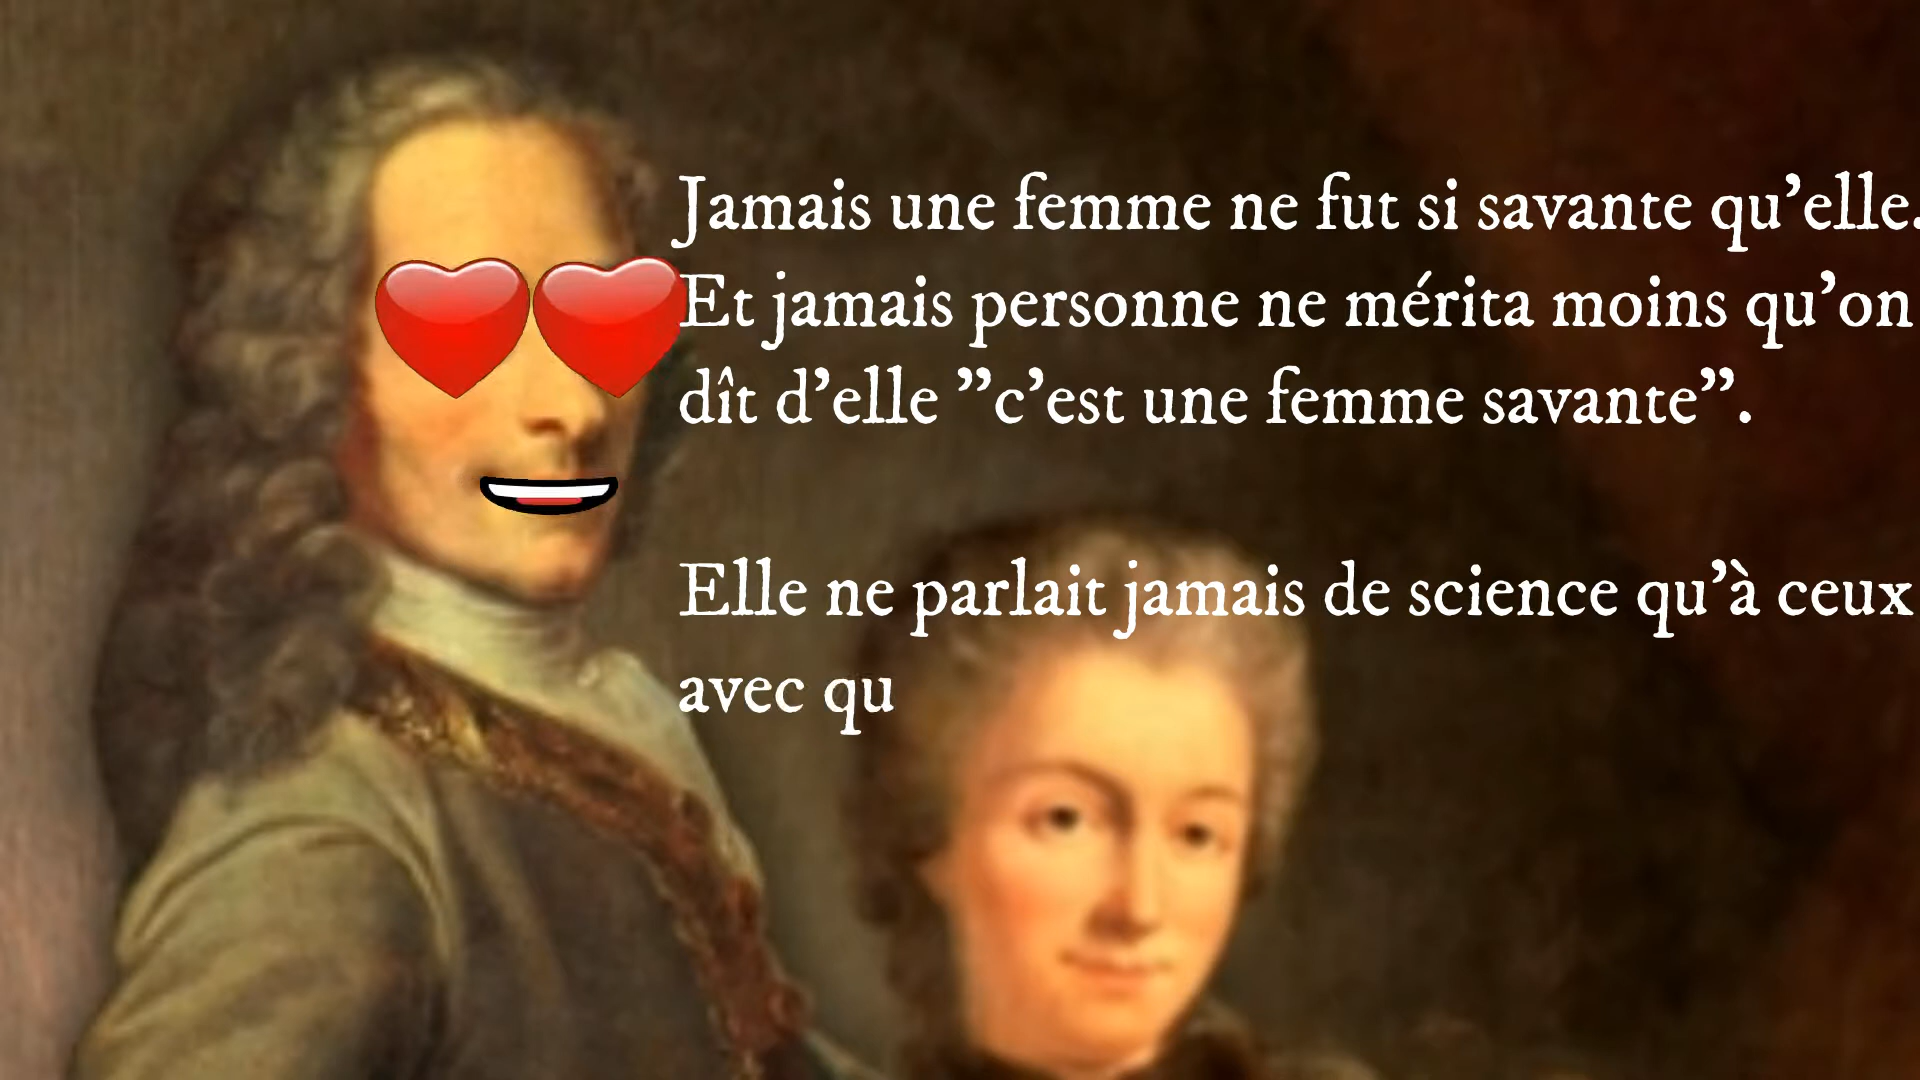 Jamais une femme ne fut si savante qu’elle.
Et jamais personne ne mérita moins qu’on
dît d’elle ”c’est une femme savante”.
Elle ne parlait jamais de science qu’à ceux
avec qu